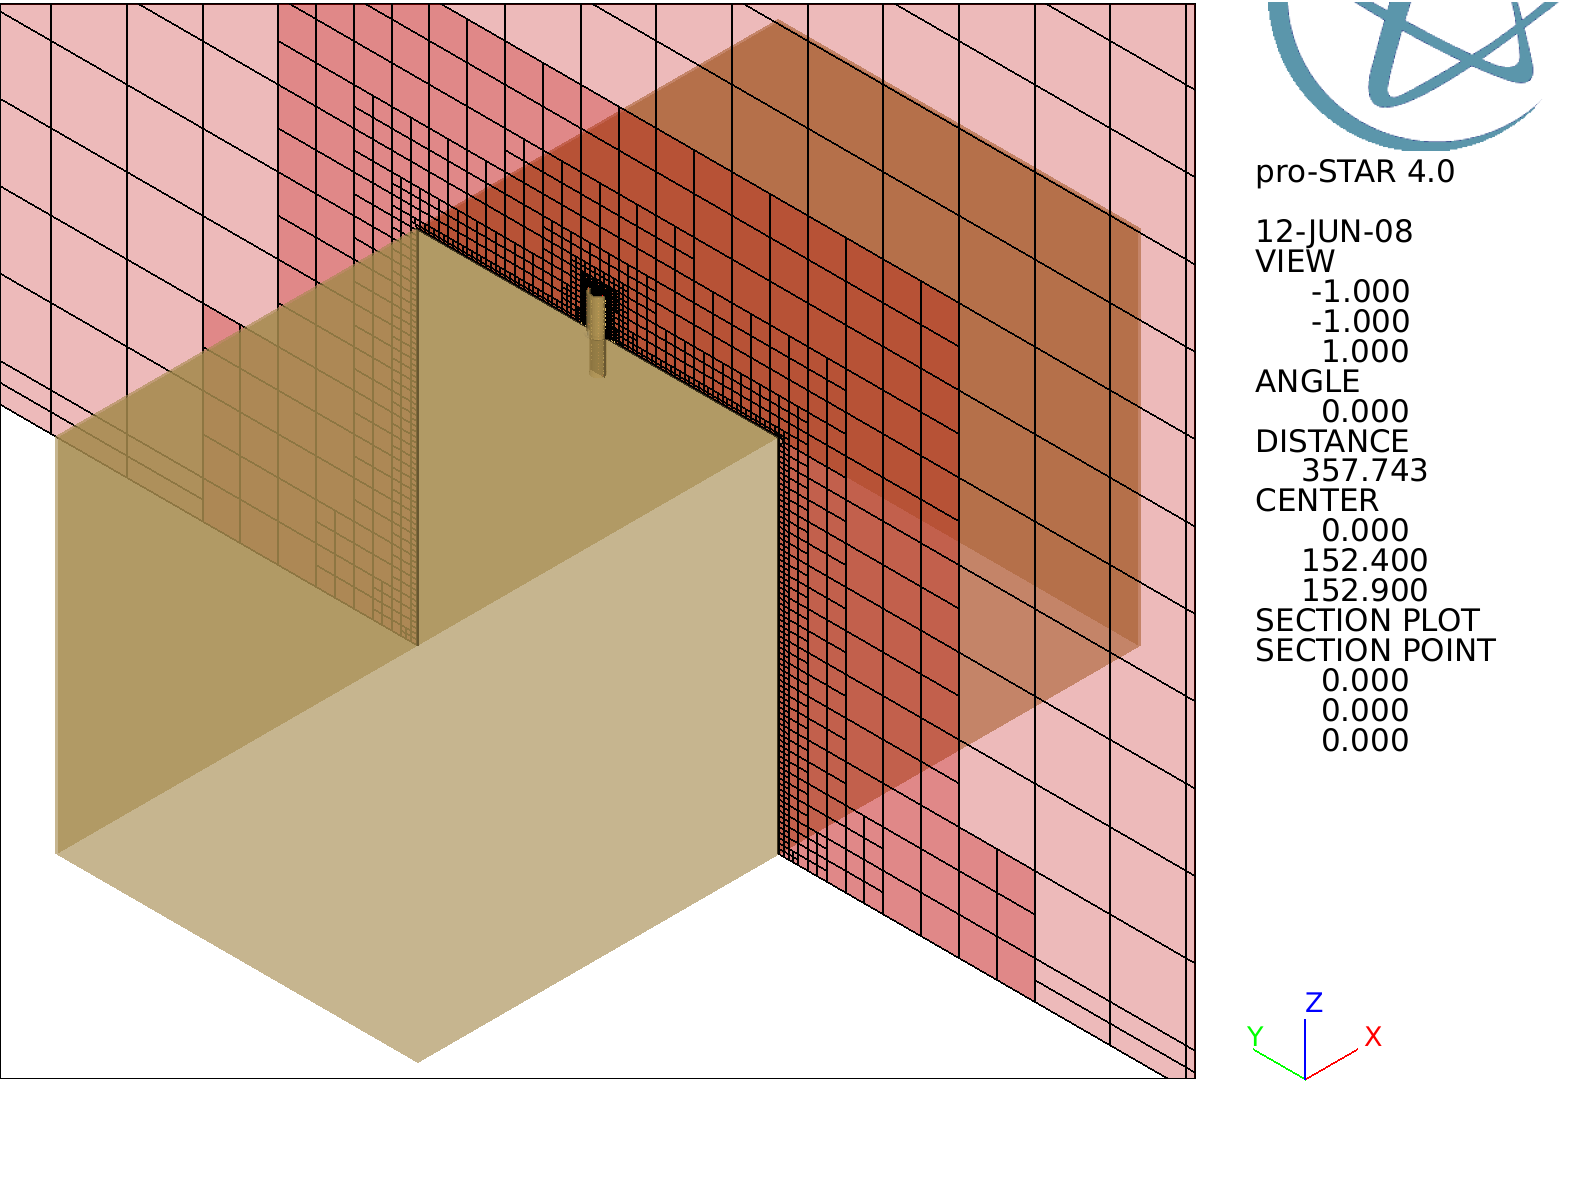 pro-STAR 4.0
12-JUN-08
VIEW
-1.000
-1.000
1.000
ANGLE
0.000
DISTANCE
357.743
CENTER
0.000
152.400
152.900
SECTION PLOT
SECTION POINT
0.000
0.000
0.000
Z
Y
X